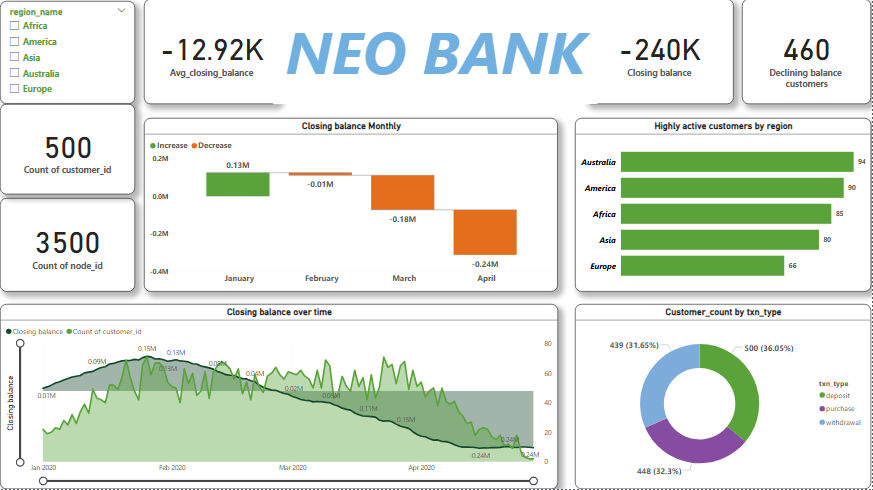 region_name
Africa
America
Asia
Australia
Europe
-12.92K
Avg_closing_balance
NEO BANK
-240K
Closing balance
460
Declining balance
customers
500
Count of customer_id
3500
Count of node_id
Closing balance Monthly
Increase Decrease
0.2M
0.0M
-0.2M
-0.4M
0.13M
-0.01M
-0.18M
-0.24M
January February March April
Highly active customers by region
Australia 94
America 90
Africa 85
Asia 80
Europe 66
Closing balance over time
Closing balance Count of customer_id
Closing balance
0.01M
0.09M
0.15M
0.13M
0.04M
0.02M
0.11M
0.15M
0.24M
0.24M
80
60
40
20
0
Jan 2020 Feb 2020 Mar 2020 Apr 2020
Customer_count by txn_type
439 (31.65%)
500 (36.05%)
448 (32.3%)
txn_type
deposit
purchase
withdrawal